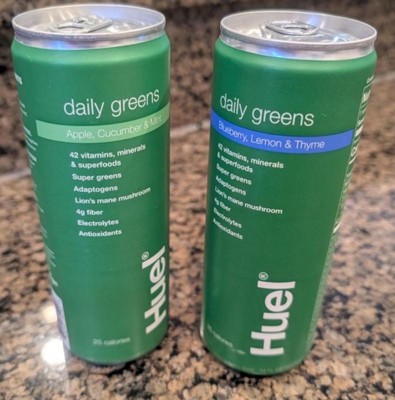 daily greens
Apple, Cucumber & Mint
42 vitamins, minerals
& superfoods
Super greens
Adaptogens
Lion's mane mushroom
4g fiber
Electrolytes
Antioxidants
Huel®
25 calories
daily greens
Blueberry, Lemon & Thyme
42 vitamins, minerals
& superfoods
Super greens
Adaptogens
Lion's mane mushroom
4g fiber
Electrolytes
Antioxidants
Huel®
calories